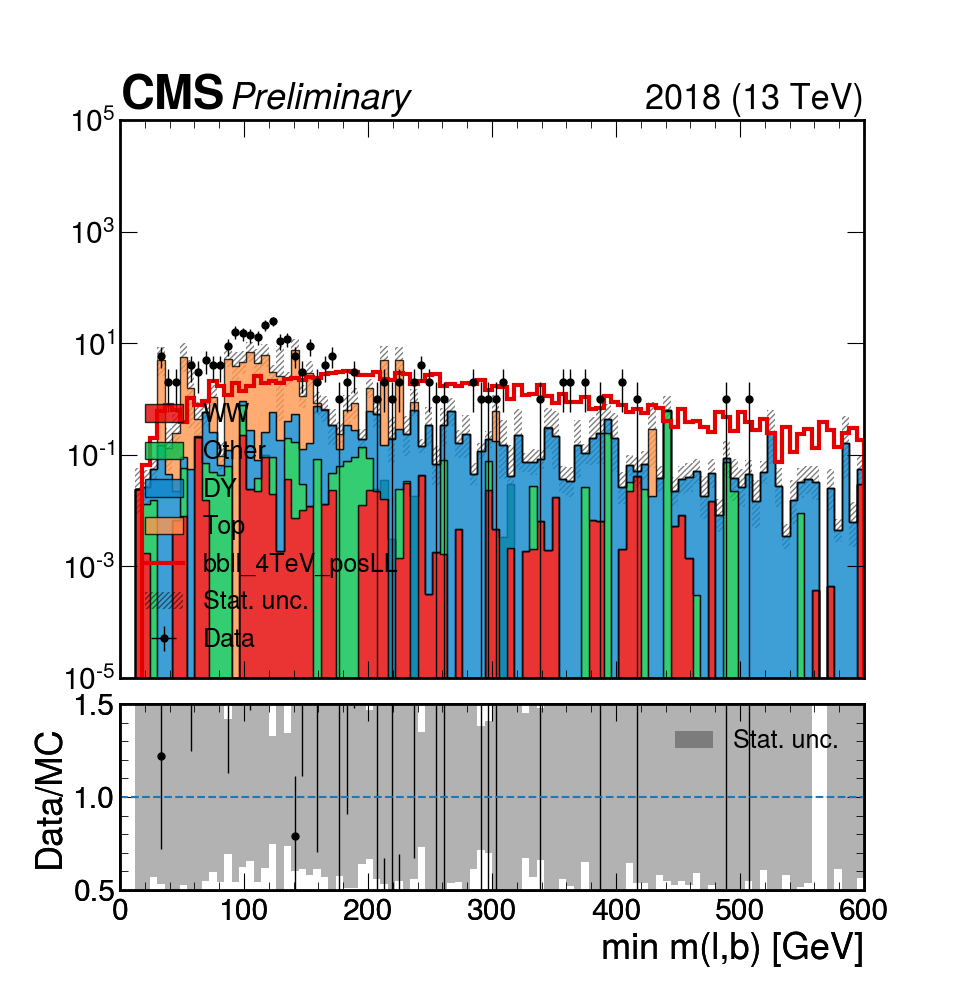 CMS Preliminary 2018 (13 TeV)
10^5
10^3
10^1
10^-1
10^-3
10^-5
WW
Other
DY
Top
bbll_4TeV_posLL
Stat. unc.
Data
Data/MC
1.5
1.0
0.5
Stat. unc.
0 100 200 300 400 500 600
min m(l,b) [GeV]